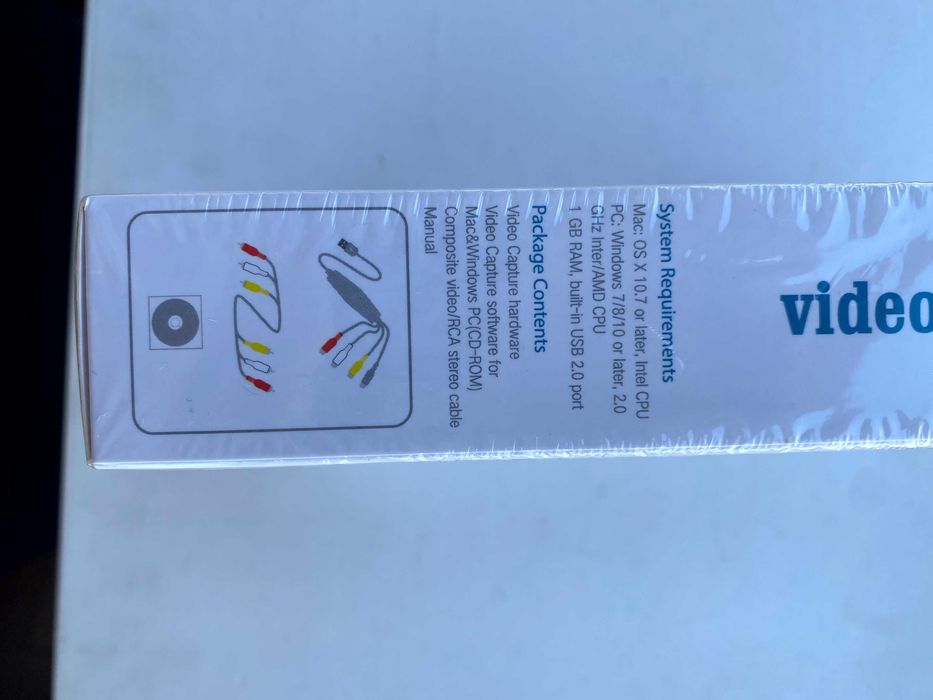 video
System Requirements
Mac: OS X 10.7 or later, Intel CPU
PC: Windows 7/8/10 or later, 2.0
GHz Inter/AMD CPU
1 GB RAM, built-in USB 2.0 port
Package Contents
Video Capture hardware
Video Capture software for
Mac&Windows PC(CD-ROM)
Composite video/RCA stereo cable
Manual